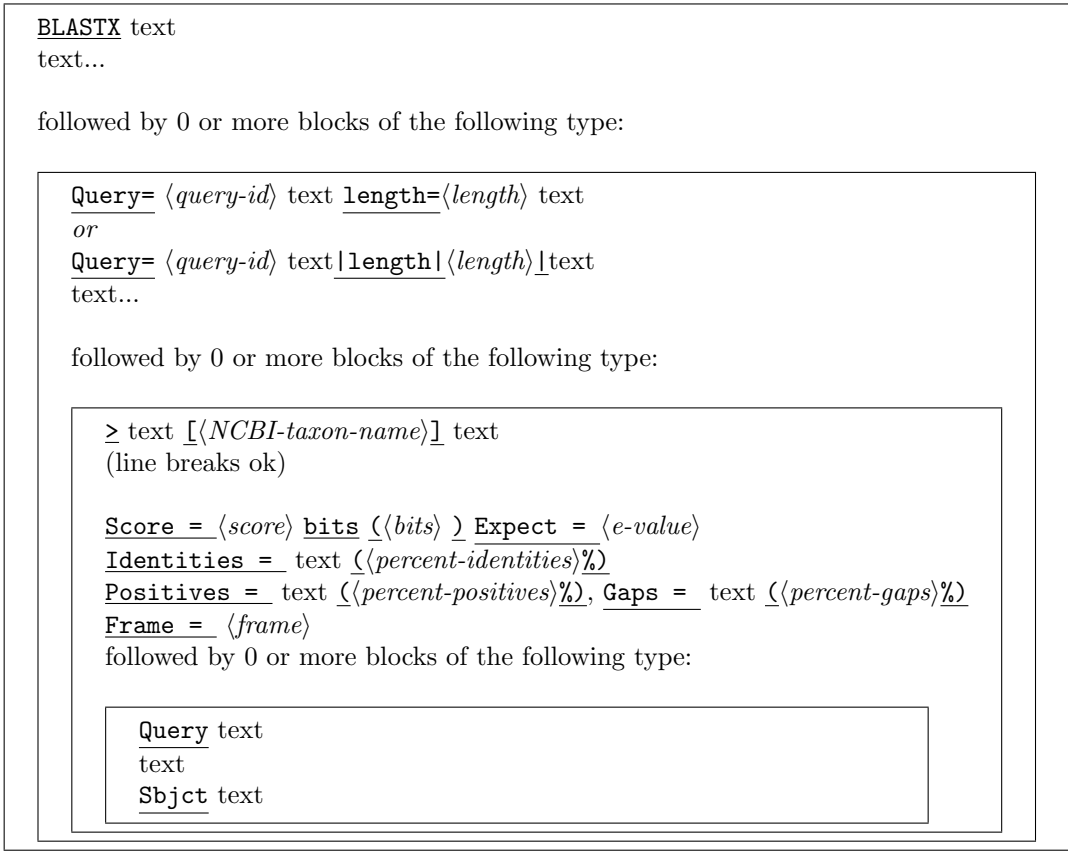 BLASTX text
text...
followed by 0 or more blocks of the following type:
Query= ⟨query-id⟩ text length=⟨length⟩ text
or
Query= ⟨query-id⟩ text|length|⟨length⟩|text
text...
followed by 0 or more blocks of the following type:
> text [⟨NCBI-taxon-name⟩] text
(line breaks ok)
Score = ⟨score⟩ bits (⟨bits⟩ ) Expect = ⟨e-value⟩
Identities = text (⟨percent-identities⟩%)
Positives = text (⟨percent-positives⟩%), Gaps = text (⟨percent-gaps⟩%)
Frame = ⟨frame⟩
followed by 0 or more blocks of the following type:
Query text
text
Sbjct text